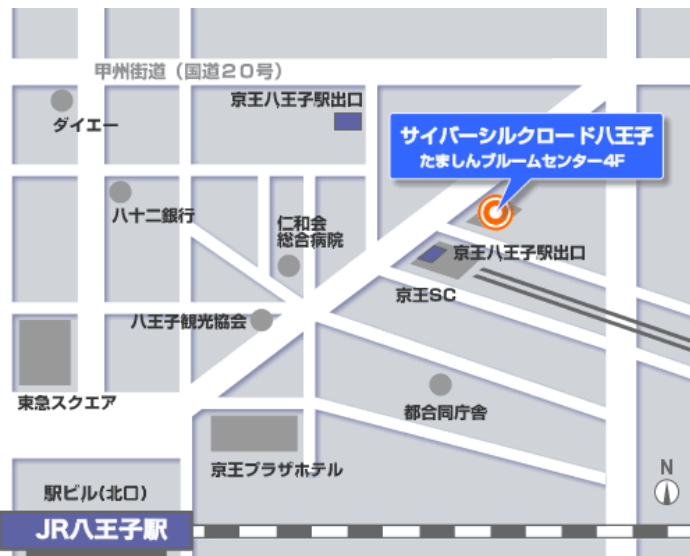 甲州街道（国道２０号）
ダイエー
京王八王子駅出口
サイバーシルクロード八王子
たましんブルームセンター4F
八十二銀行
仁和会
総合病院
京王八王子駅出口
京王SC
八王子観光協会
東急スクエア
都合同庁舎
京王プラザホテル
N
駅ビル(北口)
JR八王子駅